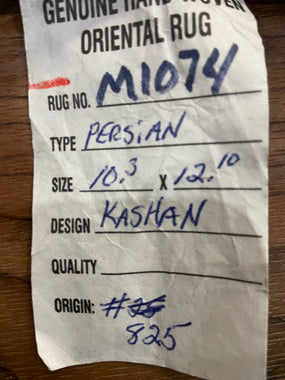 GENUINE HAND-WOVEN
ORIENTAL RUG
RUG NO. M1074
TYPE PERSIAN
SIZE 10.3 X 12.10
DESIGN KASHAN
QUALITY
ORIGIN: #
825